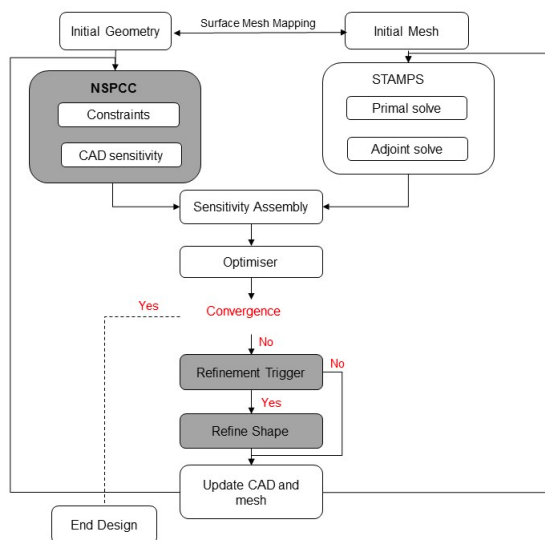 Surface Mesh Mapping
Initial Geometry
Initial Mesh
NSPCC
Constraints
CAD sensitivity
STAMPS
Primal solve
Adjoint solve
Sensitivity Assembly
Optimiser
Yes
Convergence
No
Refinement Trigger
No
Yes
Refine Shape
Update CAD and
mesh
End Design